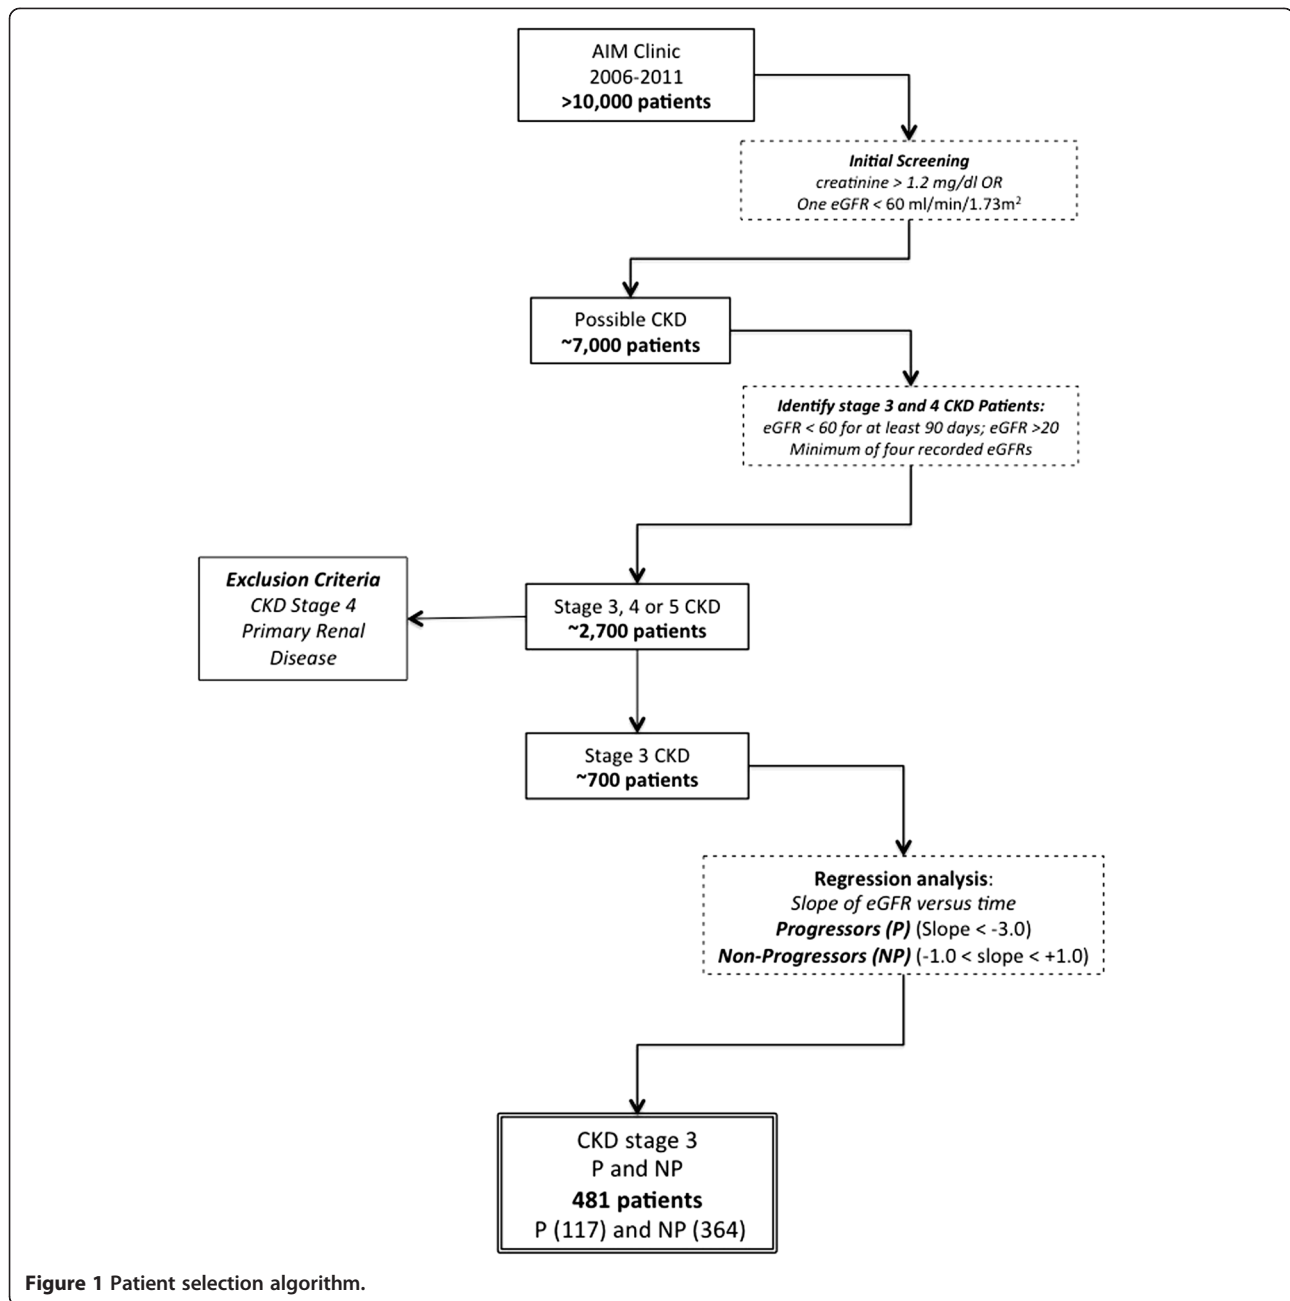 AIM Clinic
2006-2011
>10,000 patients
Initial Screening
creatinine > 1.2 mg/dl OR
One eGFR < 60 ml/min/1.73m²
Possible CKD
~7,000 patients
Identify stage 3 and 4 CKD Patients:
eGFR < 60 for at least 90 days; eGFR >20
Minimum of four recorded eGFRs
Exclusion Criteria
CKD Stage 4
Primary Renal
Disease
Stage 3, 4 or 5 CKD
~2,700 patients
Stage 3 CKD
~700 patients
Regression analysis:
Slope of eGFR versus time
Progressors (P) (Slope < -3.0)
Non-Progressors (NP) (-1.0 < slope < +1.0)
CKD stage 3
P and NP
481 patients
P (117) and NP (364)
Figure 1 Patient selection algorithm.